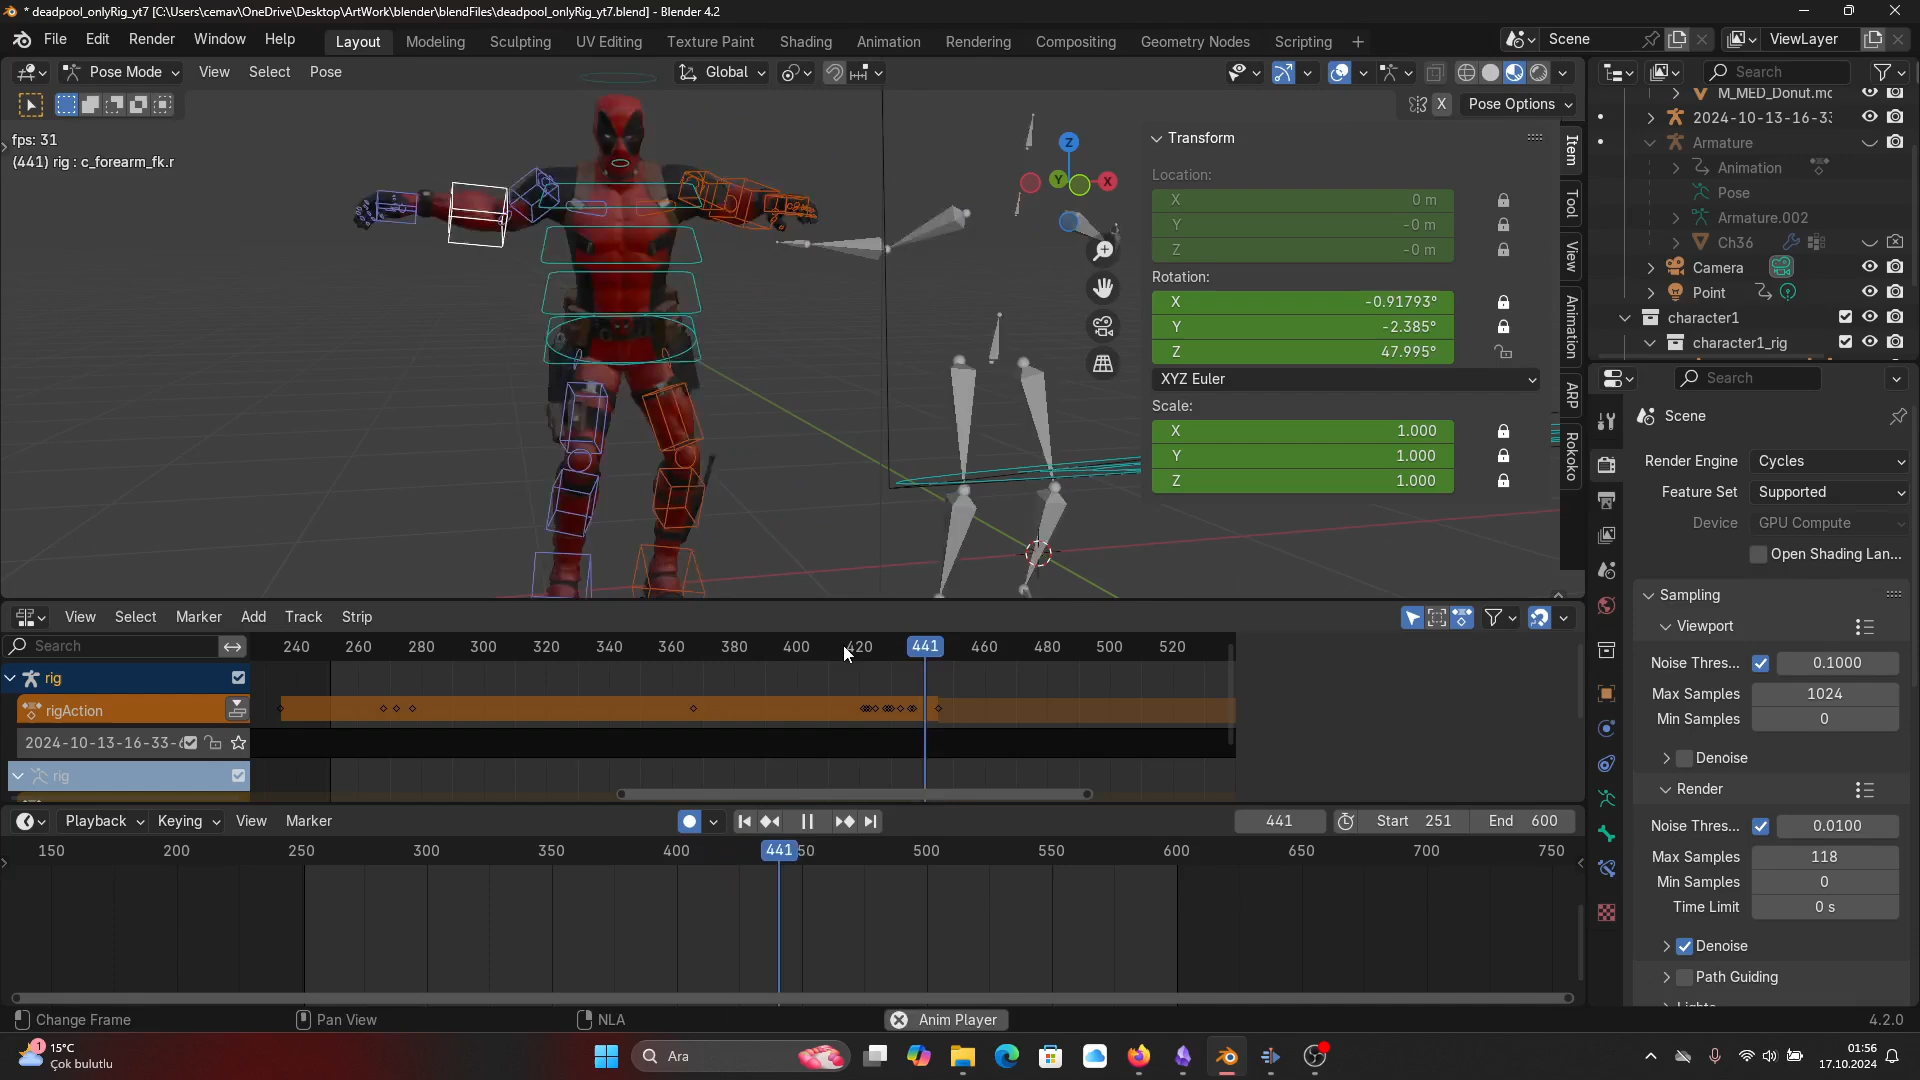 * deadpool_onlyRig_yt7 [C:\Users\cemav\OneDrive\Desktop\ArtWork\blender\blendFiles\deadpool_onlyRig_yt7.blend] - Blender 4.2
File Edit Render Window Help Layout Modeling Sculpting UV Editing Texture Paint Shading Animation Rendering Compositing Geometry Nodes Scripting + Scene ViewLayer
Pose Mode View Select Pose Global Search
X Pose Options M_MED_Donut.mo
fps: 31
(441) rig : c_forearm_fk.r
Transform
2024-10-13-16-33
Armature
Animation
Pose
Armature.002
Ch36
Camera
Point
character1
character1_rig
Z
Y
X
Location:
X 0 m
Y -0 m
Z -0 m
Rotation:
X -0.91793°
Y -2.385°
Z 47.995°
XYZ Euler
Scale:
X 1.000
Y 1.000
Z 1.000
Item
Tool
View
Animation
ARP
Rokoko
Search
Scene
Render Engine Cycles
Feature Set Supported
Device GPU Compute
Open Shading Lan...
Sampling
Viewport
Noise Thres... 0.1000
Max Samples 1024
Min Samples 0
Denoise
Render
Noise Thres... 0.0100
Max Samples 118
Min Samples 0
Time Limit 0 s
Denoise
Path Guiding
View Select Marker Add Track Strip
Search 240 260 280 300 320 340 360 380 400 420 441 460 480 500 520
rig
rigAction
2024-10-13-16-33-
rig
Playback Keying View Marker 441 Start 251 End 600
150 200 250 300 350 400 441 50 500 550 600 650 700 750
Change Frame Pan View NLA Anim Player 4.2.0
1 15°C
Çok bulutlu
Ara
01:56
17.10.2024